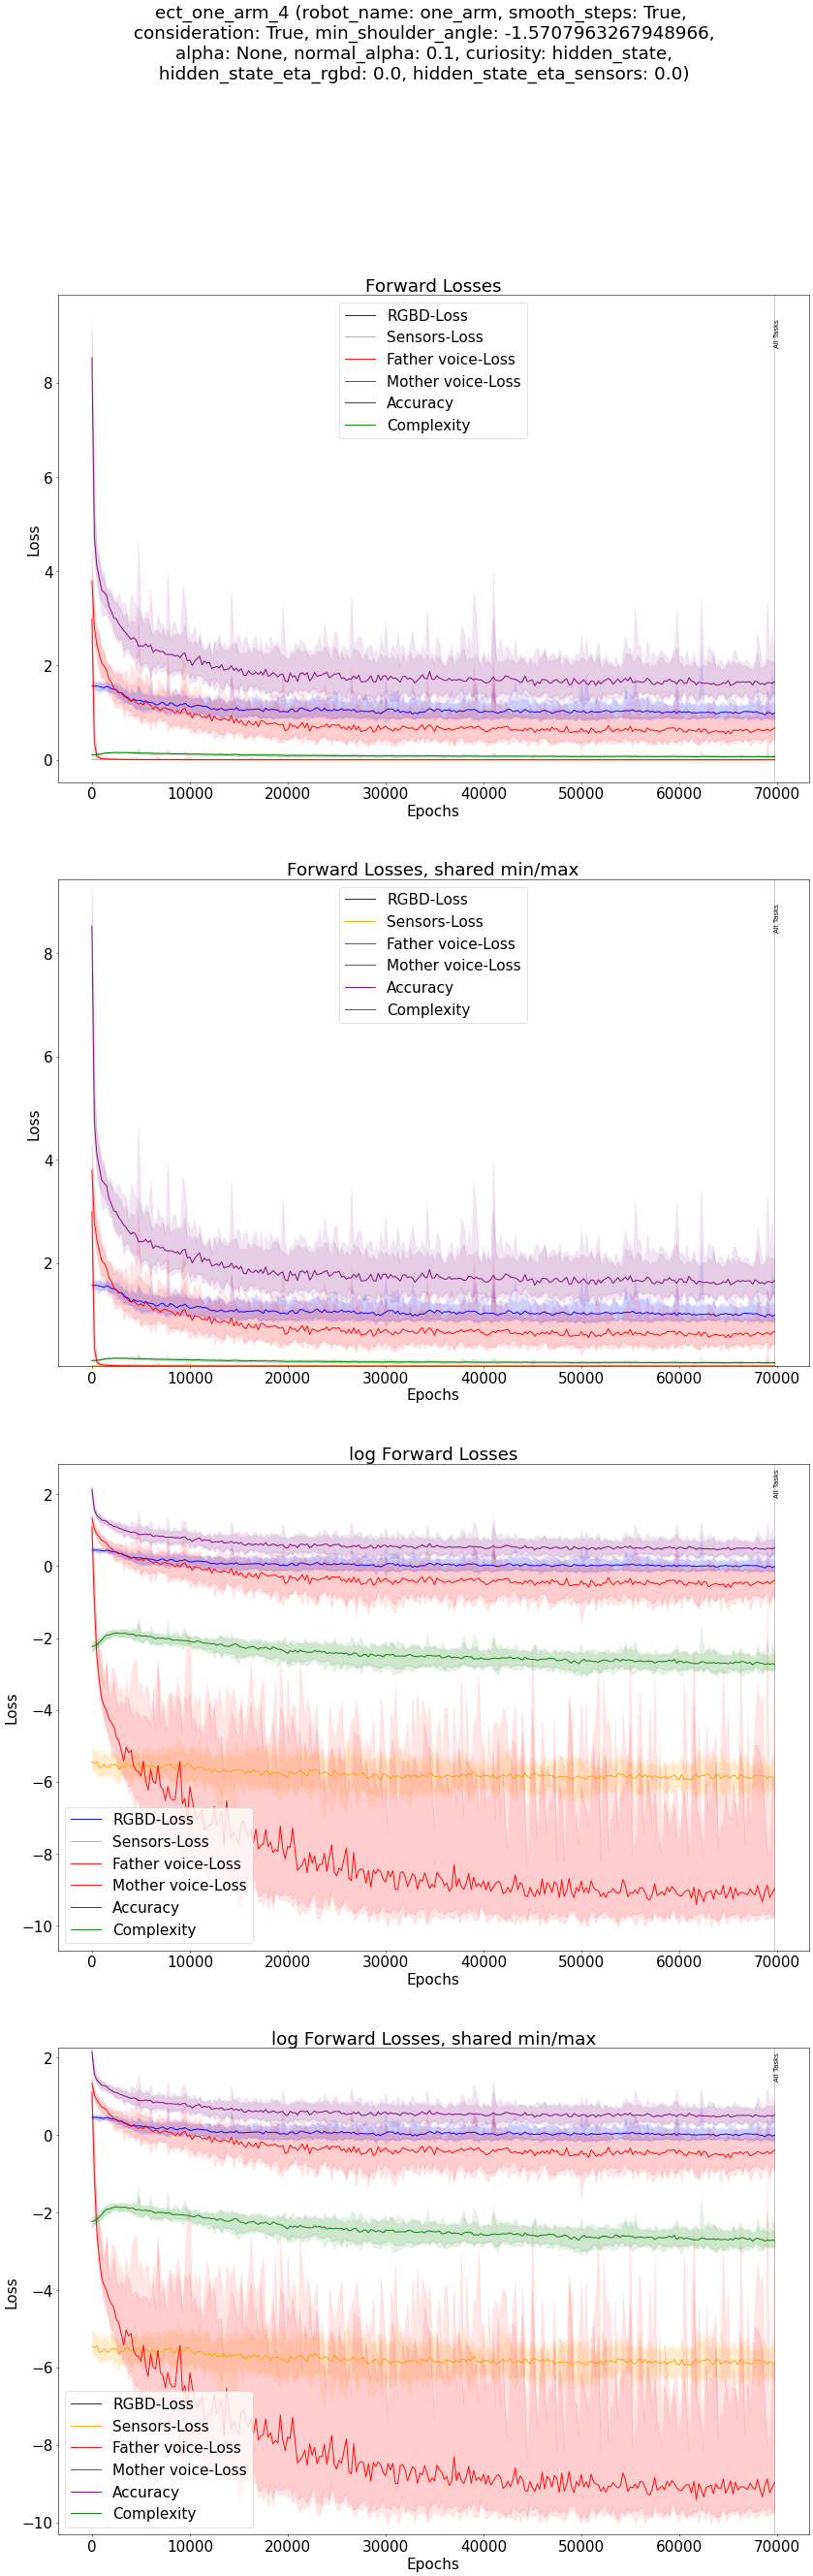 ect_one_arm_4 (robot_name: one_arm, smooth_steps: True,
consideration: True, min_shoulder_angle: -1.5707963267948966,
alpha: None, normal_alpha: 0.1, curiosity: hidden_state,
hidden_state_eta_rgbd: 0.0, hidden_state_eta_sensors: 0.0)
Forward Losses
RGBD-Loss
Sensors-Loss
Father voice-Loss
Mother voice-Loss
Accuracy
Complexity
All Tasks
8
6
4
2
0
Loss
0 10000 20000 30000 40000 50000 60000 70000
Epochs
Forward Losses, shared min/max
RGBD-Loss
Sensors-Loss
Father voice-Loss
Mother voice-Loss
Accuracy
Complexity
All Tasks
8
6
4
2
Loss
0 10000 20000 30000 40000 50000 60000 70000
Epochs
log Forward Losses
All Tasks
2
0
−2
−4
−6
−8
−10
Loss
RGBD-Loss
Sensors-Loss
Father voice-Loss
Mother voice-Loss
Accuracy
Complexity
0 10000 20000 30000 40000 50000 60000 70000
Epochs
log Forward Losses, shared min/max
All Tasks
2
0
−2
−4
−6
−8
−10
Loss
RGBD-Loss
Sensors-Loss
Father voice-Loss
Mother voice-Loss
Accuracy
Complexity
0 10000 20000 30000 40000 50000 60000 70000
Epochs